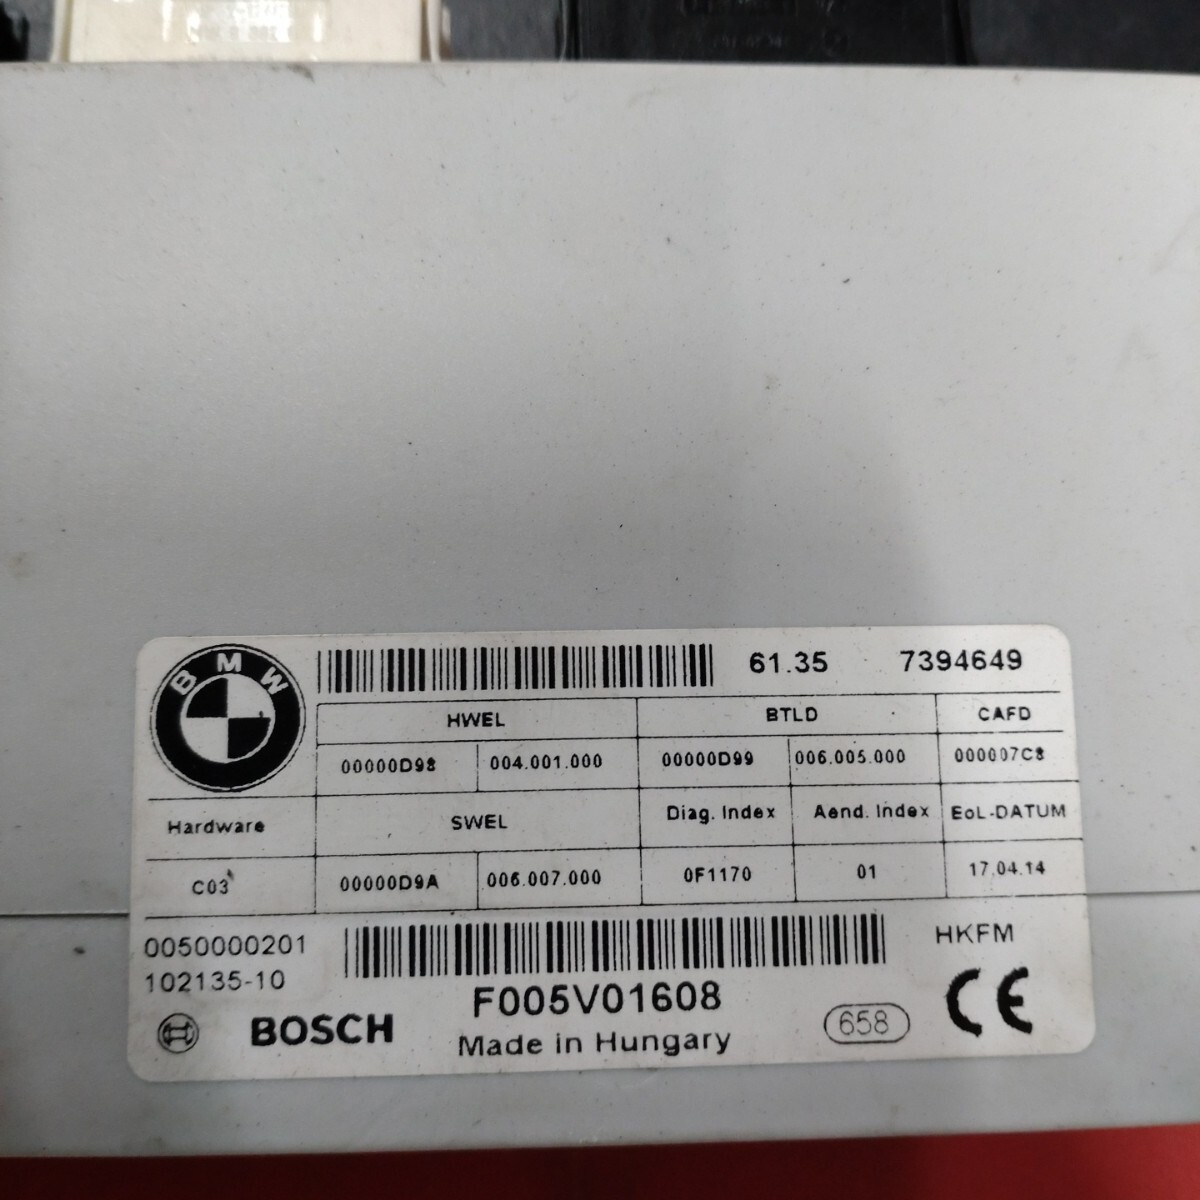 BMW
61.35 7394649
HWEL BTLD CAFD
00000D98 004.001.000 00000D99 006.005.000 000007C8
Hardware SWEL Diag. Index Aend. Index EoL-DATUM
C03 00000D9A 006.007.000 0F1170 01 17.04.14
0050000201 HKFM
102135-10
F005V01608
BOSCH Made in Hungary 658 CE